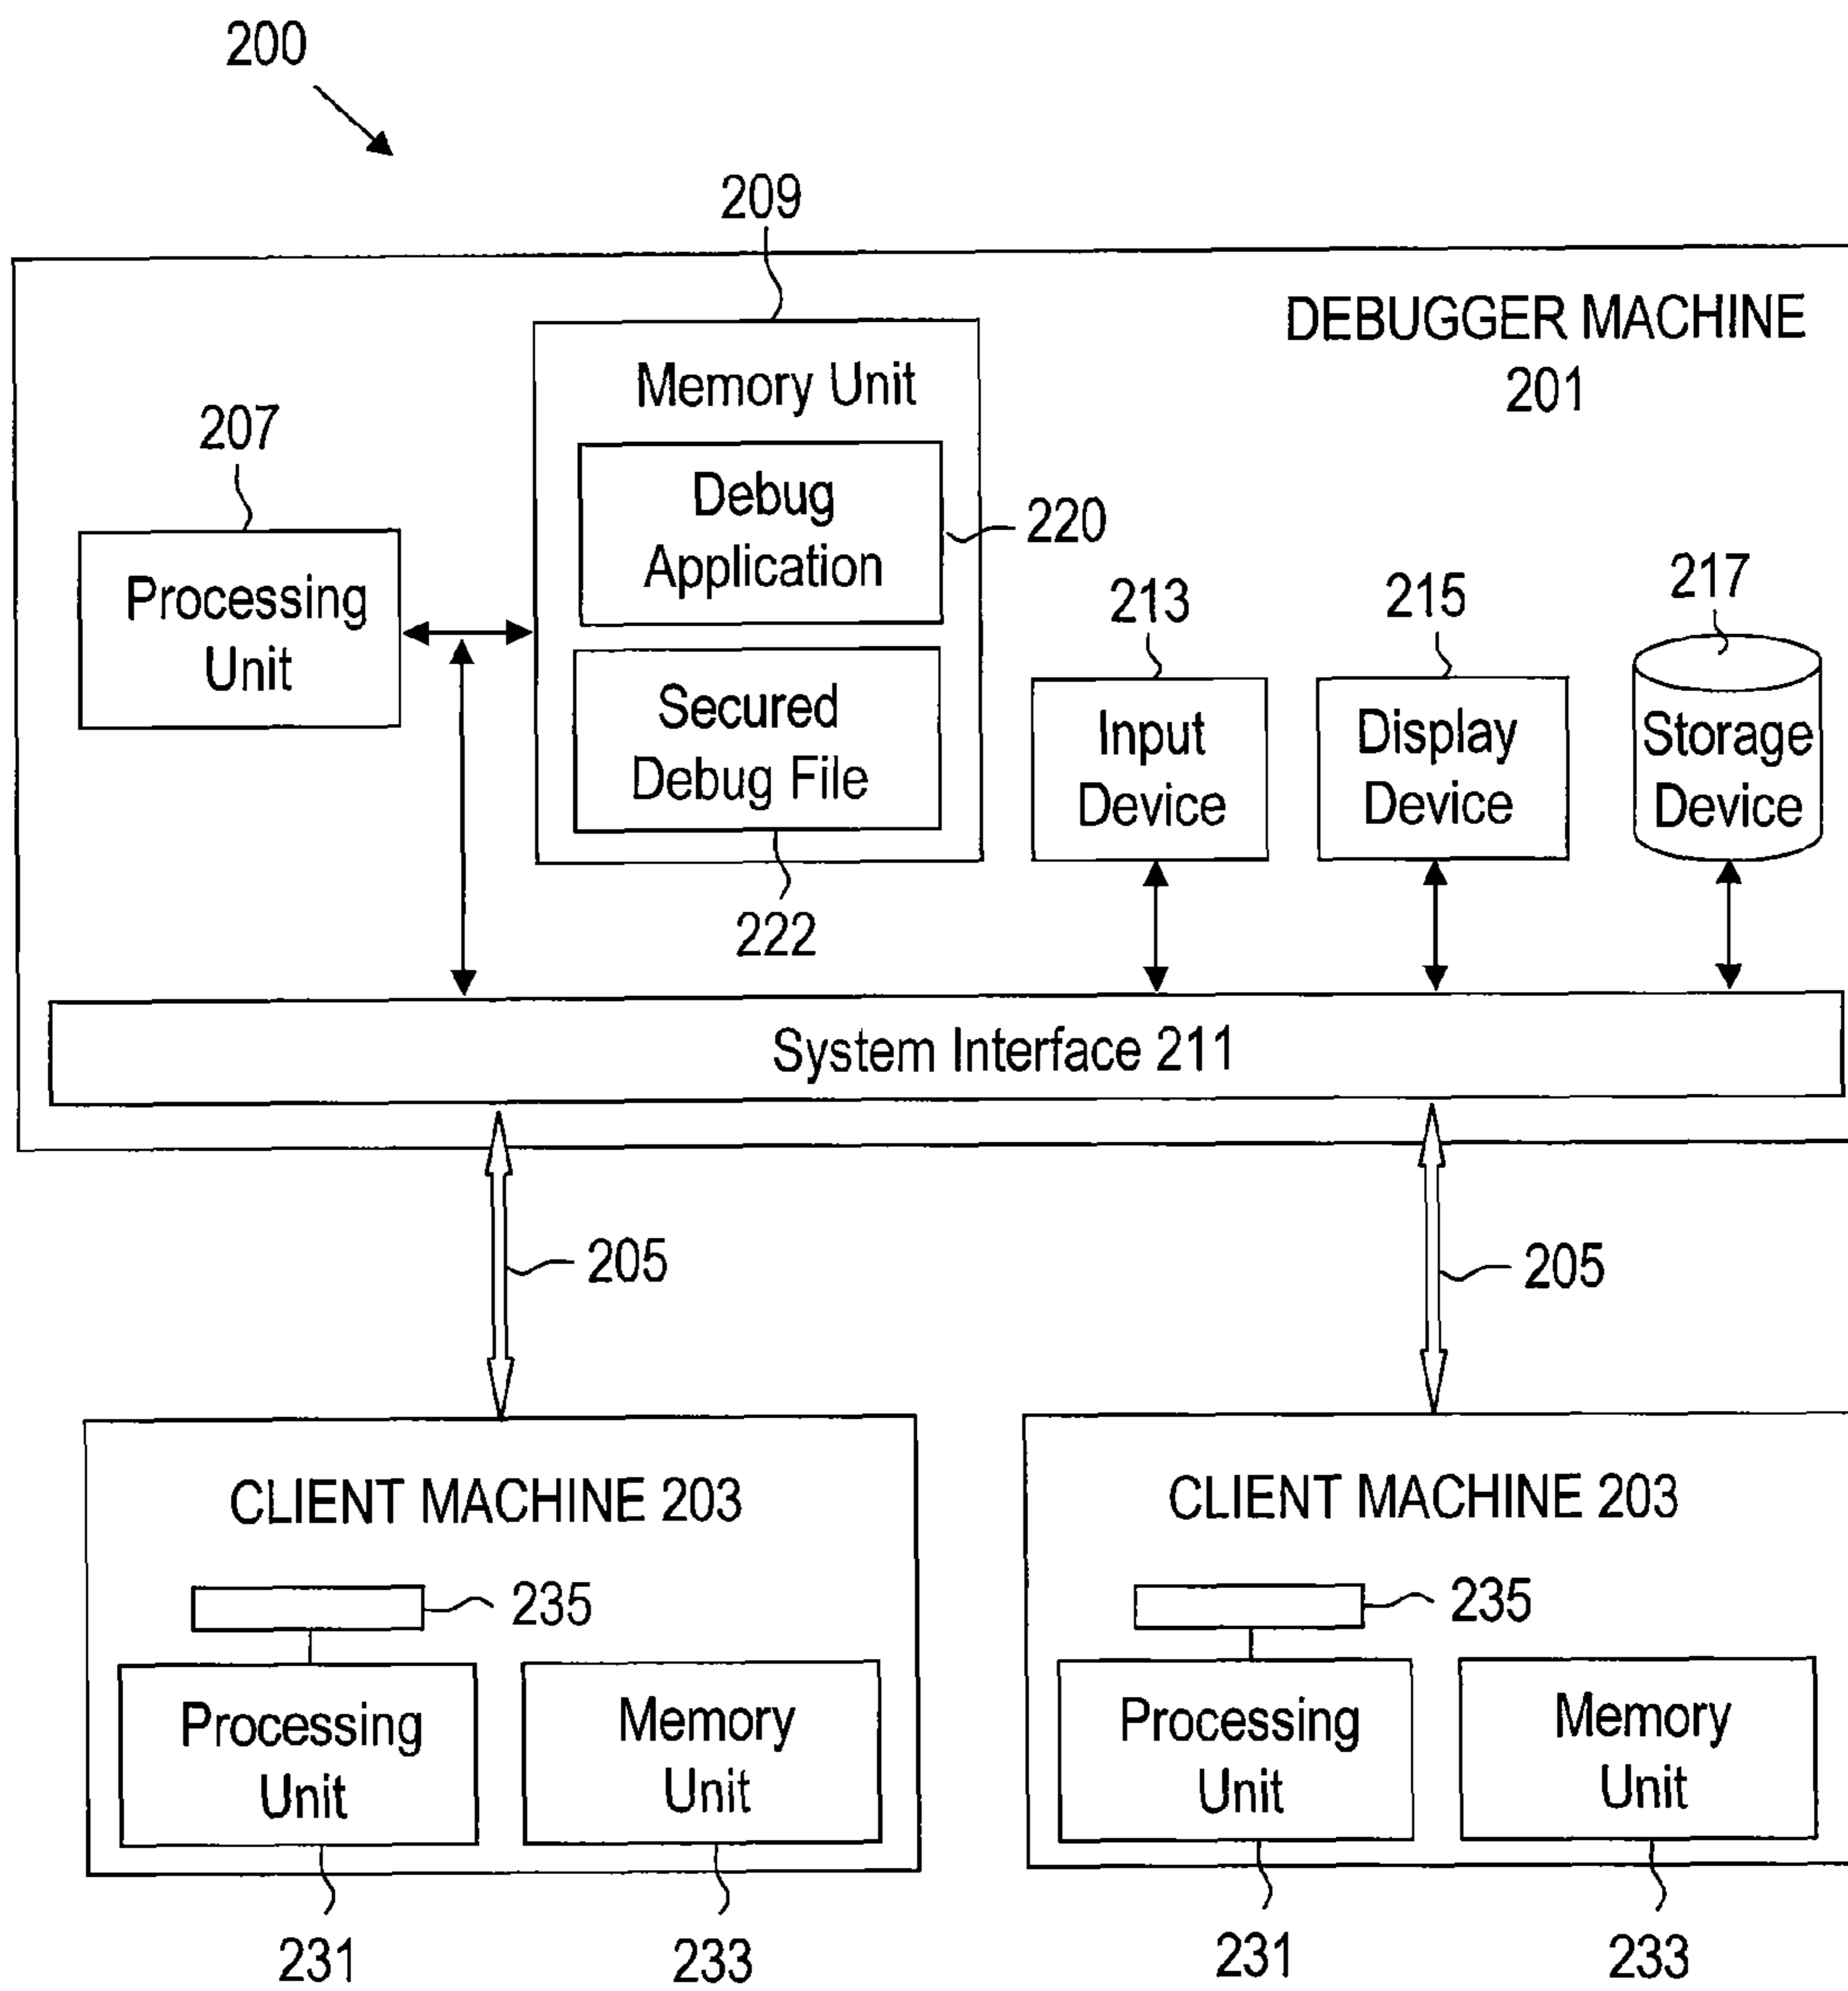 200
209
DEBUGGER MACHINE
201
Memory Unit
207
Debug
Application
220
Processing
Unit
213
215
217
Secured
Debug File
Input
Device
Display
Device
Storage
Device
222
System Interface 211
205
205
CLIENT MACHINE 203
CLIENT MACHINE 203
235
235
Processing
Unit
Memory
Unit
Processing
Unit
Memory
Unit
231
233
231
233